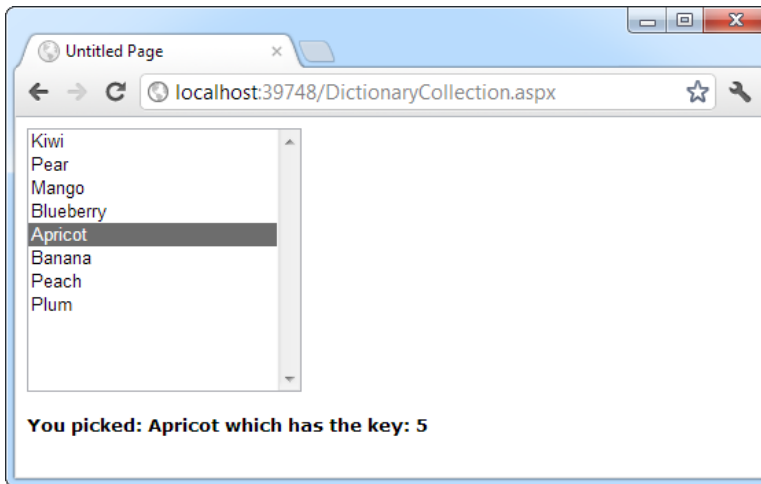 Untitled Page
localhost:39748/DictionaryCollection.aspx
Kiwi
Pear
Mango
Blueberry
Apricot
Banana
Peach
Plum
You picked: Apricot which has the key: 5